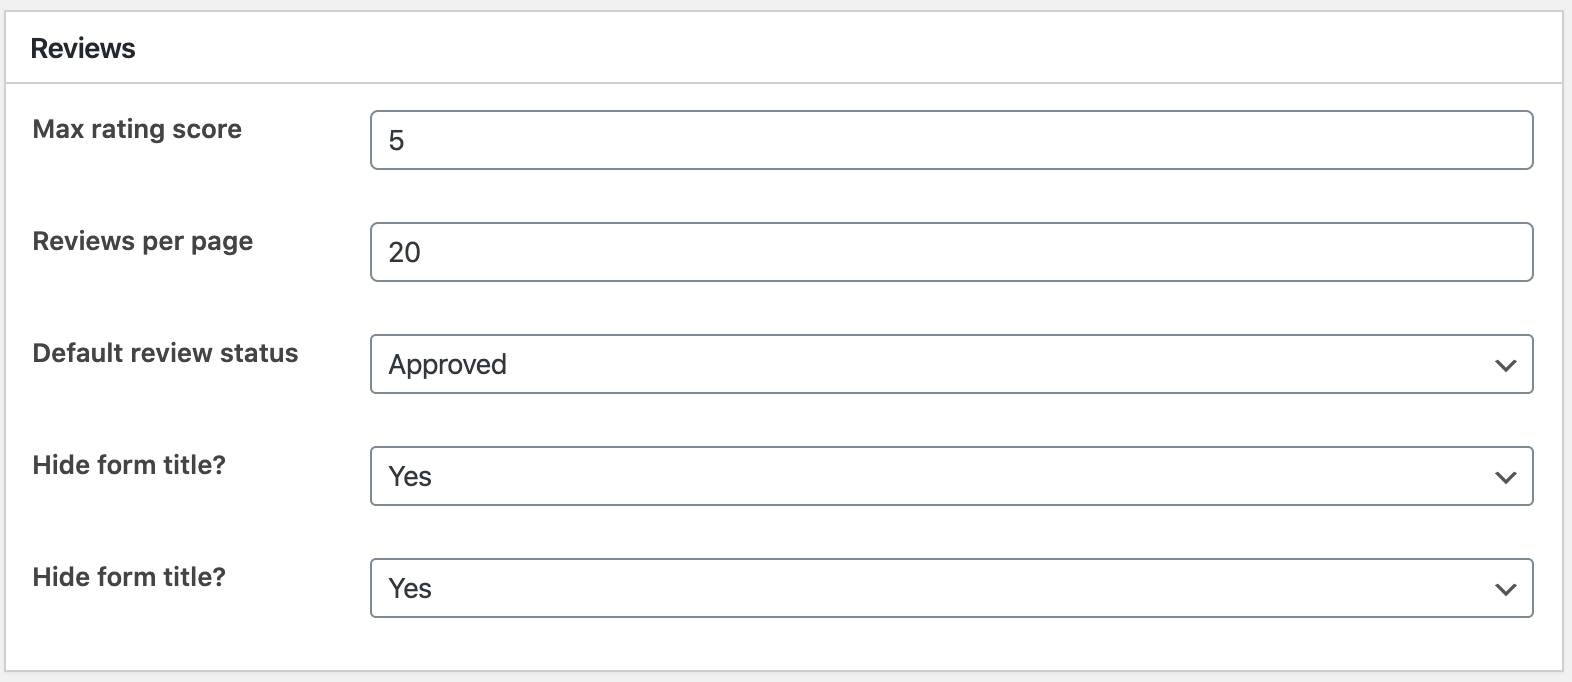 Reviews
Max rating score
5
Reviews per page
20
Default review status
Approved
Hide form title?
Yes
Hide form title?
Yes